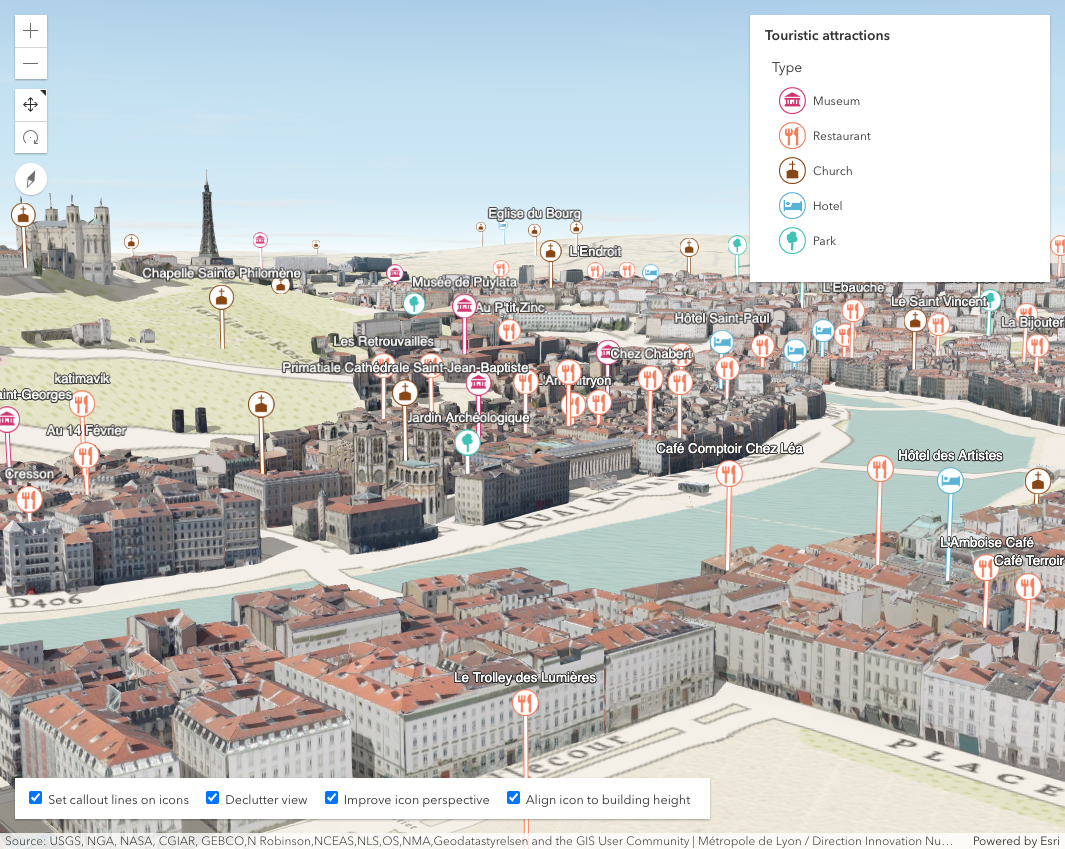 Touristic attractions
Type
Museum
Restaurant
Church
Hotel
Park
Eglise du Bourg
L'Endroit
Chapelle Sainte Philomène
Musée de Puylata
L'Ebauche
Le Saint Vincent
Au P'tit Zinc
Hôtel Saint-Paul
La Bijouter
Les Retrouvailles
Chez Chabert
Primatiale Cathédrale Saint-Jean-Baptiste
katimavik
aint-Georges
Jardin Archéologique
Au 14 Février
Café Comptoir Chez Léa
Hôtel des Artistes
Cresson
L'Amboise Café
Café Terroir
D406
Le Trolley des Lumières
PLACE
Set callout lines on icons
Declutter view
Improve icon perspective
Align icon to building height
Source: USGS, NGA, NASA, CGIAR, GEBCO,N Robinson,NCEAS,NLS,OS,NMA,Geodatastyrelsen and the GIS User Community | Métropole de Lyon / Direction Innovation Nu…
Powered by Esri